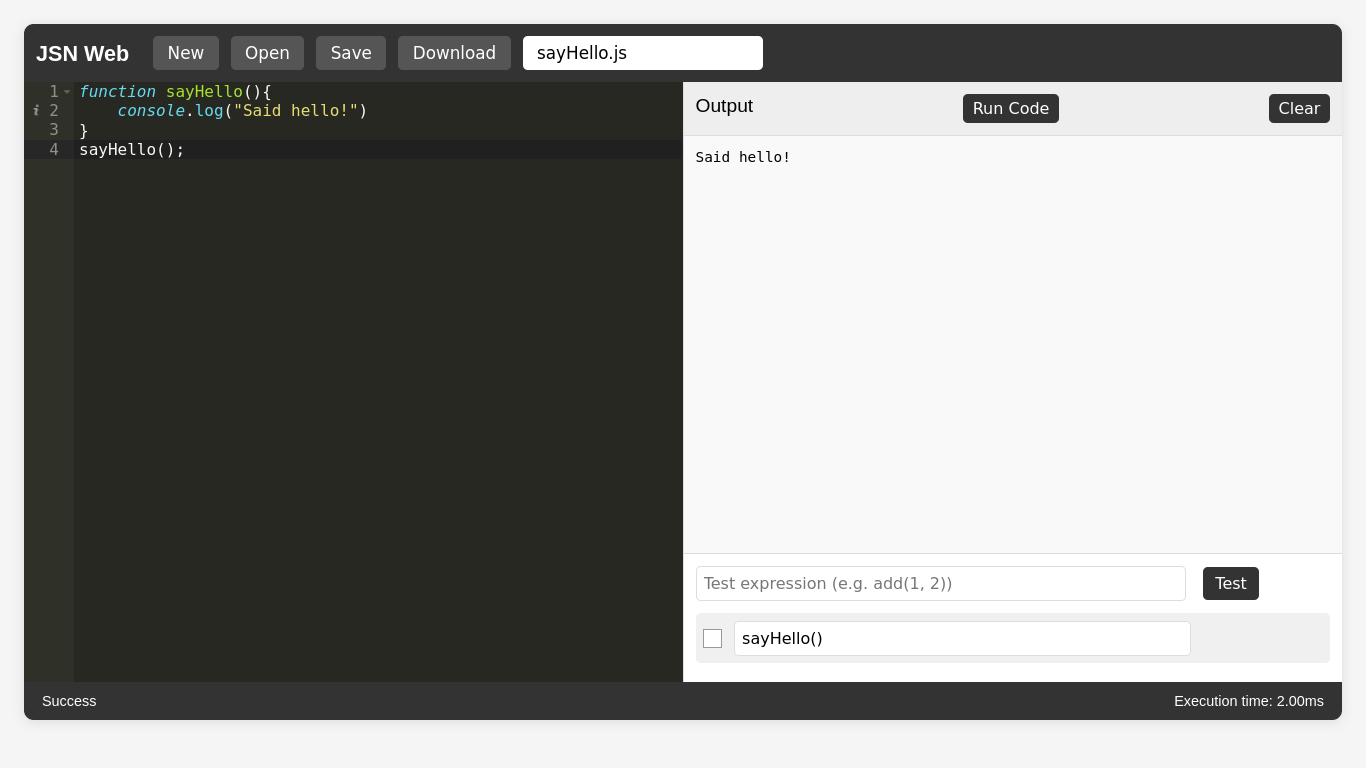 JSN Web New Open Save Download sayHello.js
1 function sayHello(){
2     console.log("Said hello!")
3 }
4 sayHello();
Output Run Code Clear
Said hello!
Test expression (e.g. add(1, 2)) Test
sayHello()
Success Execution time: 2.00ms